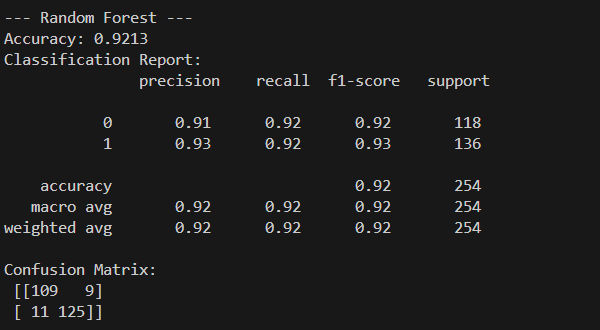 --- Random Forest ---
Accuracy: 0.9213
Classification Report:
              precision    recall  f1-score   support

           0       0.91      0.92      0.92       118
           1       0.93      0.92      0.93       136

    accuracy                           0.92       254
   macro avg       0.92      0.92      0.92       254
weighted avg       0.92      0.92      0.92       254

Confusion Matrix:
 [[109   9]
 [ 11 125]]